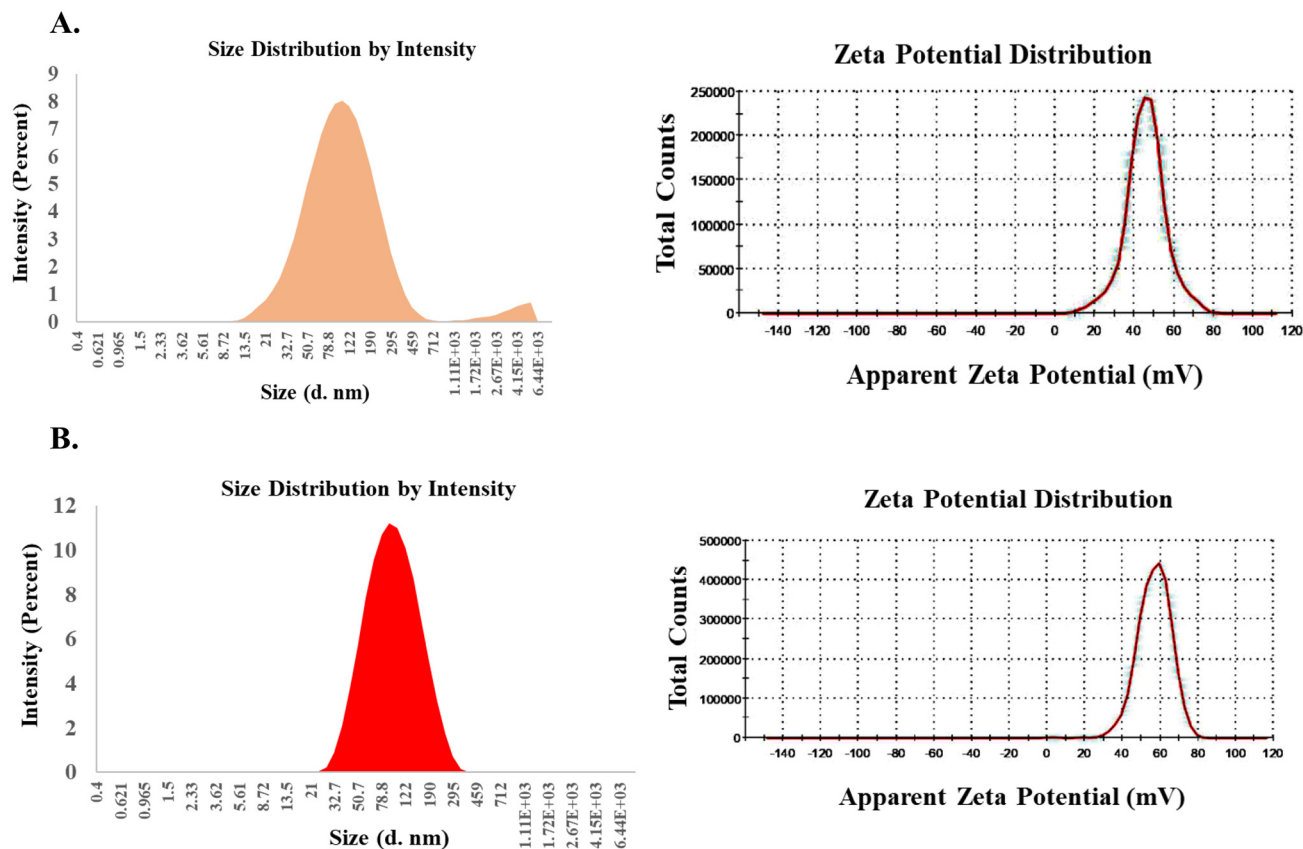 A.
Size Distribution by Intensity
Intensity (Percent)
9
8
7
6
5
4
3
2
1
0
0.4 0.621 0.965 1.5 2.33 3.62 5.61 8.72 13.5 21 32.7 50.7 78.8 122 190 295 459 712 1.11E+03 1.72E+03 2.67E+03 4.15E+03 6.44E+03
Size (d. nm)
Zeta Potential Distribution
Total Counts
250000
200000
150000
100000
50000
0
-140 -120 -100 -80 -60 -40 -20 0 20 40 60 80 100 120
Apparent Zeta Potential (mV)
B.
Size Distribution by Intensity
Intensity (Percent)
12
10
8
6
4
2
0
0.4 0.621 0.965 1.5 2.33 3.62 5.61 8.72 13.5 21 32.7 50.7 78.8 122 190 295 459 712 1.11E+03 1.72E+03 2.67E+03 4.15E+03 6.44E+03
Size (d. nm)
Zeta Potential Distribution
Total Counts
500000
400000
300000
200000
100000
0
-140 -120 -100 -80 -60 -40 -20 0 20 40 60 80 100 120
Apparent Zeta Potential (mV)